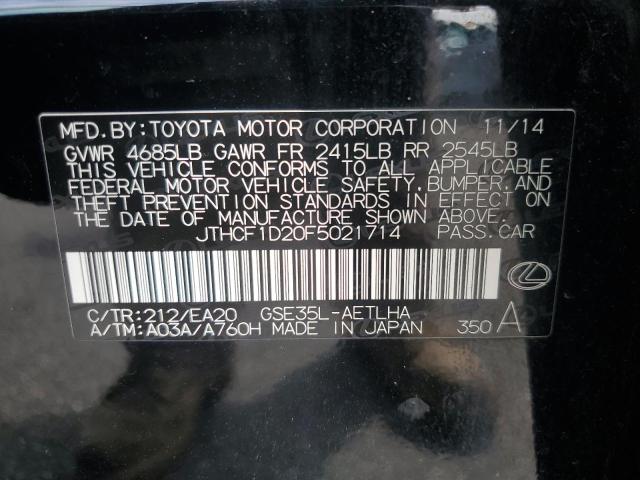 MFD.BY:TOYOTA MOTOR CORPORATION 11/14
GVWR 4685LB GAWR FR 2415LB RR 2545LB
THIS VEHICLE CONFORMS TO ALL APPLICABLE
FEDERAL MOTOR VEHICLE SAFETY, BUMPER, AND
THEFT PREVENTION STANDARDS IN EFFECT ON
THE DATE OF MANUFACTURE SHOWN ABOVE.
JTHCF1D20F5021714 PASS.CAR
C/TR:212/EA20 GSE35L-AETLHA
A/TM:A03A/A760H MADE IN JAPAN 350 A